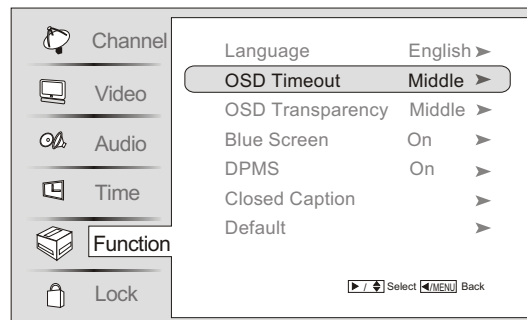 Channel
Video
Audio
Time
Function
Lock
Language English
OSD Timeout Middle
OSD Transparency Middle
Blue Screen On
DPMS On
Closed Caption
Default
/ Select /MENU Back